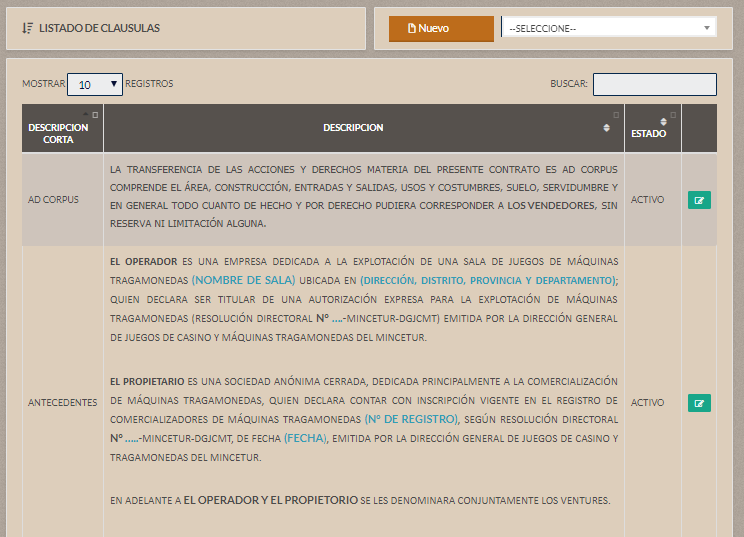 LISTADO DE CLAUSULAS
Nuevo
--SELECCIONE--
MOSTRAR 10 REGISTROS
BUSCAR:
DESCRIPCION CORTA
DESCRIPCION
ESTADO
AD CORPUS
LA TRANSFERENCIA DE LAS ACCIONES Y DERECHOS MATERIA DEL PRESENTE CONTRATO ES AD CORPUS
COMPRENDE EL ÁREA, CONSTRUCCIÓN, ENTRADAS Y SALIDAS, USOS Y COSTUMBRES, SUELO, SERVIDUMBRE Y
EN GENERAL TODO CUANTO DE HECHO Y POR DERECHO PUDIERA CORRESPONDER A LOS VENDEDORES, SIN
RESERVA NI LIMITACIÓN ALGUNA.
ACTIVO
ANTECEDENTES
EL OPERADOR ES UNA EMPRESA DEDICADA A LA EXPLOTACIÓN DE UNA SALA DE JUEGOS DE MÁQUINAS
TRAGAMONEDAS (NOMBRE DE SALA) UBICADA EN (DIRECCIÓN, DISTRITO, PROVINCIA Y DEPARTAMENTO);
QUIEN DECLARA SER TITULAR DE UNA AUTORIZACIÓN EXPRESA PARA LA EXPLOTACIÓN DE MÁQUINAS
TRAGAMONEDAS (RESOLUCIÓN DIRECTORAL N° ....-MINCETUR-DGJCMT) EMITIDA POR LA DIRECCIÓN GENERAL
DE JUEGOS DE CASINO Y MÁQUINAS TRAGAMONEDAS DEL MINCETUR.
EL PROPIETARIO ES UNA SOCIEDAD ANÓNIMA CERRADA, DEDICADA PRINCIPALMENTE A LA COMERCIALIZACIÓN
DE MÁQUINAS TRAGAMONEDAS, QUIEN DECLARA CONTAR CON INSCRIPCIÓN VIGENTE EN EL REGISTRO DE
COMERCIALIZADORES DE MÁQUINAS TRAGAMONEDAS (N° DE REGISTRO), SEGÚN RESOLUCIÓN DIRECTORAL
N° .....-MINCETUR-DGJCMT, DE FECHA (FECHA), EMITIDA POR LA DIRECCIÓN GENERAL DE JUEGOS DE CASINO Y
TRAGAMONEDAS DEL MINCETUR.
EN ADELANTE A EL OPERADOR Y EL PROPIETORIO SE LES DENOMINARA CONJUNTAMENTE LOS VENTURES.
ACTIVO